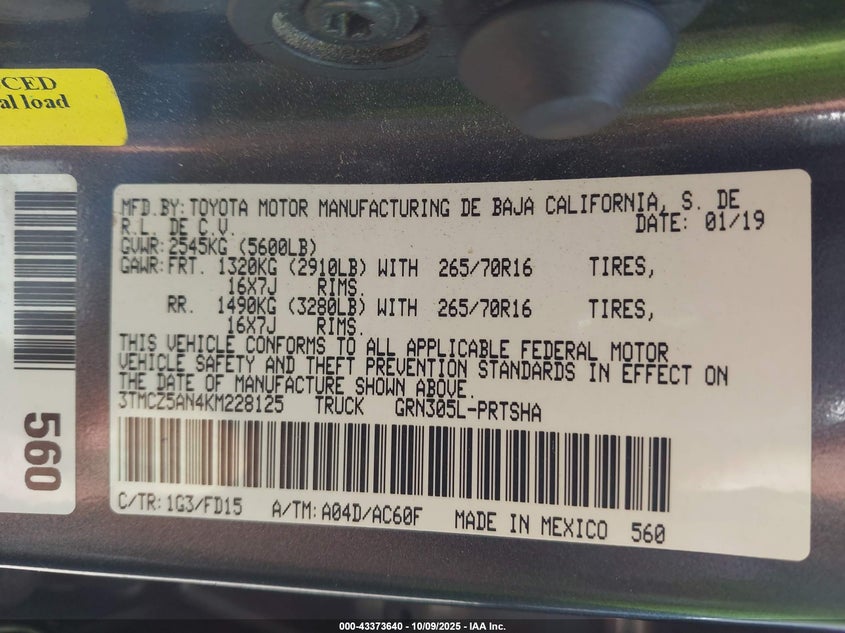 CED
al load
MFD.BY:TOYOTA MOTOR MANUFACTURING DE BAJA CALIFORNIA, S. DE
R.L. DE C.V. DATE: 01/19
GVWR:2545KG (5600LB)
GAWR:FRT. 1320KG (2910LB) WITH 265/70R16 TIRES,
16X7J RIMS.
RR. 1490KG (3280LB) WITH 265/70R16 TIRES,
16X7J RIMS.
THIS VEHICLE CONFORMS TO ALL APPLICABLE FEDERAL MOTOR
VEHICLE SAFETY AND THEFT PREVENTION STANDARDS IN EFFECT ON
THE DATE OF MANUFACTURE SHOWN ABOVE.
3TMCZ5AN4KM228125 TRUCK GRN305L-PRTSHA
C/TR:1G3/FD15 A/TM:A04D/AC60F MADE IN MEXICO 560
560
000-43373640 - 10/09/2025 - IAA Inc.